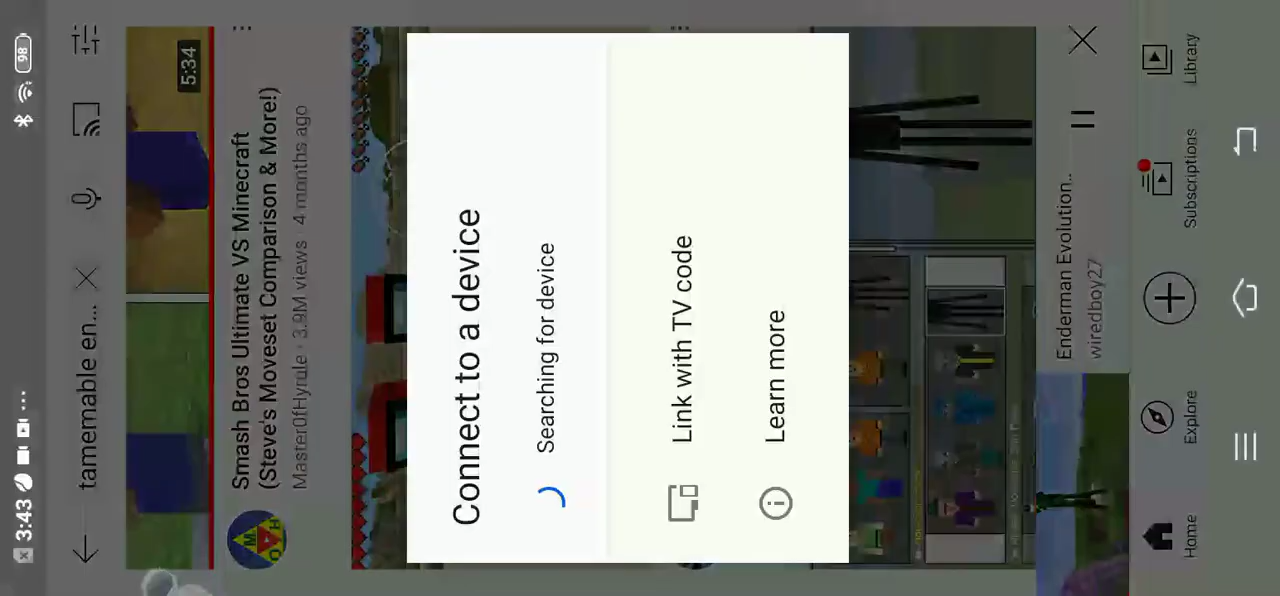 3:43
98
tamemable en...
5:34
Smash Bros Ultimate VS Minecraft
(Steve's Moveset Comparison & More!)
MasterOfHyrule · 3.9M views · 4 months ago
Connect to a device
Searching for device
Link with TV code
Learn more
Enderman Evolution..
wiredboy27
Home
Explore
Subscriptions
Library